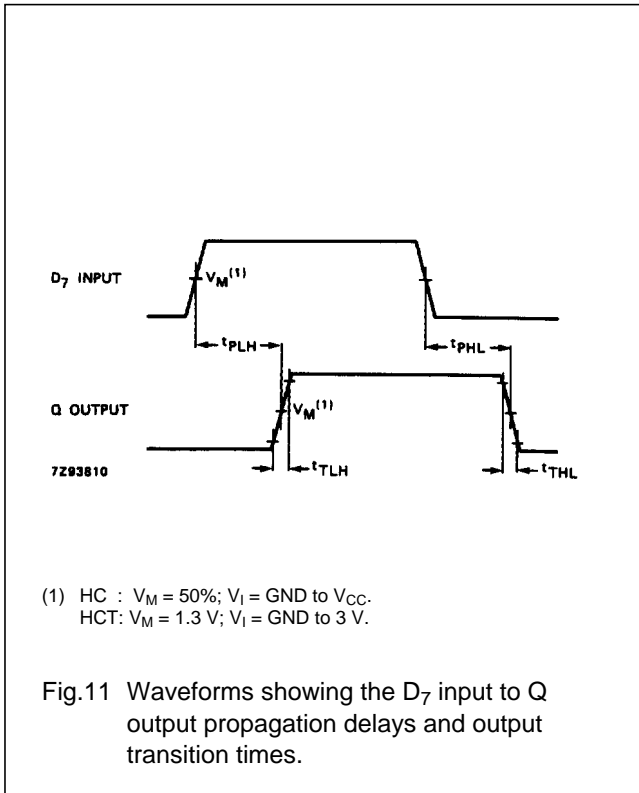 D7 INPUT
VM(1)
tPLH
tPHL
Q OUTPUT
VM(1)
7Z93610
tTLH
tTHL
(1) HC : VM = 50%; VI = GND to VCC.
HCT: VM = 1.3 V; VI = GND to 3 V.
Fig.11 Waveforms showing the D7 input to Q
output propagation delays and output
transition times.